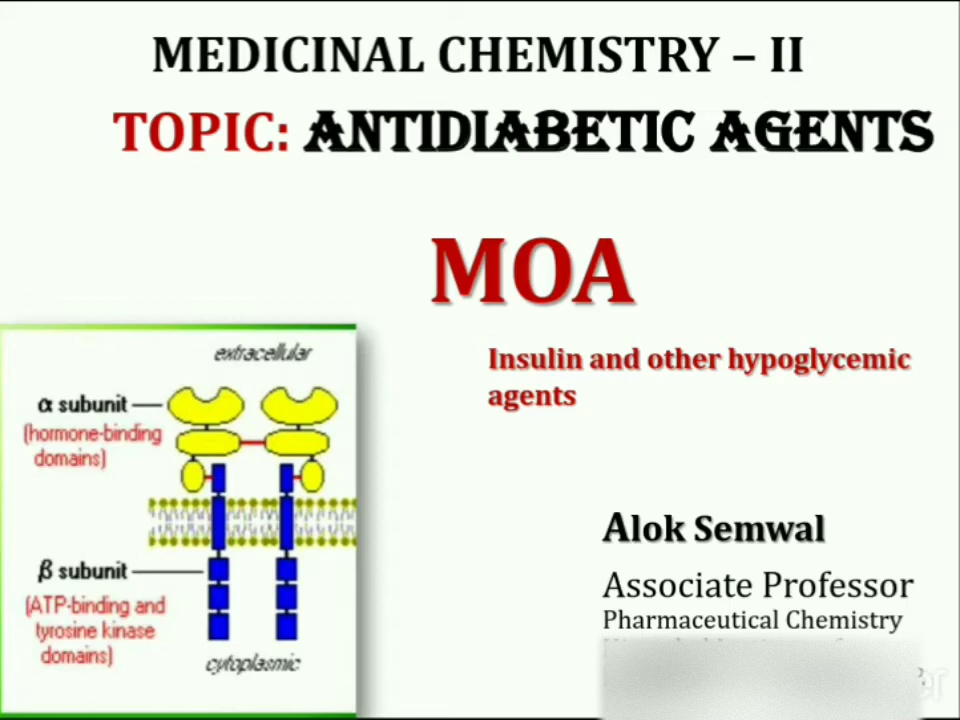 MEDICINAL CHEMISTRY – II
TOPIC: ANTIDIABETIC AGENTS
MOA
Insulin and other hypoglycemic
agents
extracellular
α subunit
(hormone-binding
domains)
β subunit
(ATP-binding and
tyrosine kinase
domains)
cytoplasmic
Alok Semwal
Associate Professor
Pharmaceutical Chemistry